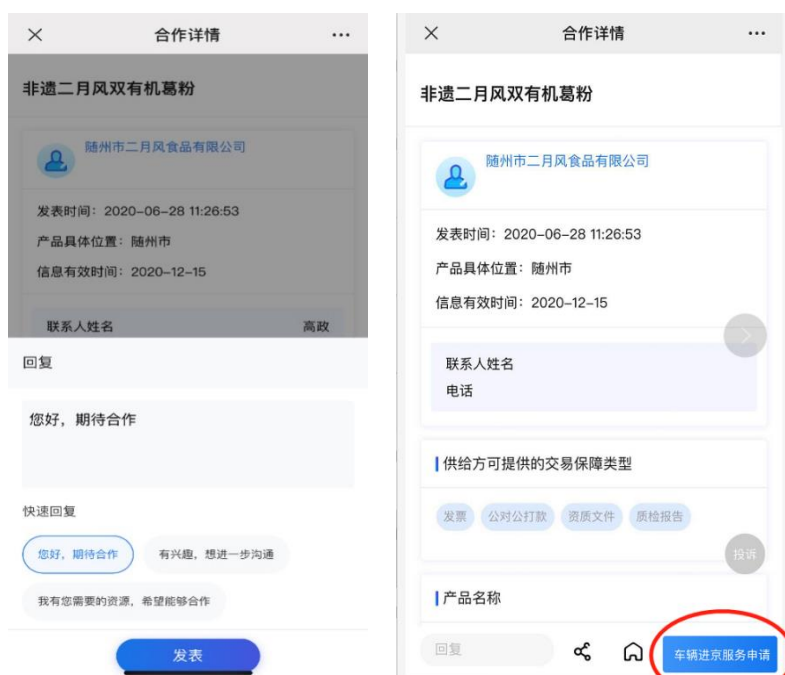 合作详情
非遗二月风双有机葛粉
随州市二月风食品有限公司
发表时间：2020-06-28 11:26:53
产品具体位置：随州市
信息有效时间：2020-12-15
联系人姓名 高政
回复
您好，期待合作
快速回复
您好，期待合作 有兴趣，想进一步沟通
我有您需要的资源，希望能够合作
发表
合作详情
非遗二月风双有机葛粉
随州市二月风食品有限公司
发表时间：2020-06-28 11:26:53
产品具体位置：随州市
信息有效时间：2020-12-15
联系人姓名
电话
供给方可提供的交易保障类型
发票 公对公打款 资质文件 质检报告
投诉
产品名称
回复 车辆进京服务申请